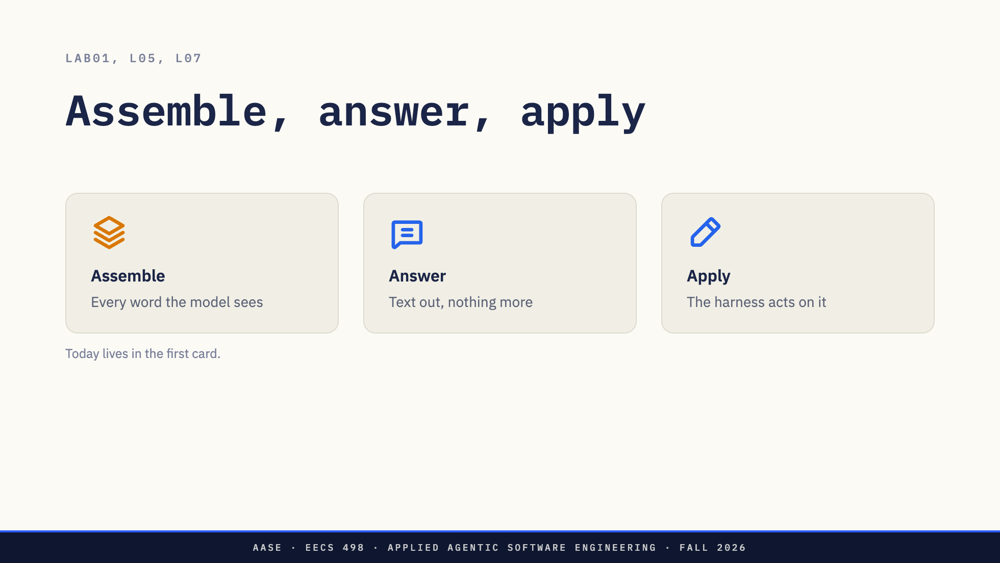 LAB01, L05, L07
Assemble, answer, apply
Assemble
Every word the model sees
Answer
Text out, nothing more
Apply
The harness acts on it
Today lives in the first card.
AASE · EECS 498 · APPLIED AGENTIC SOFTWARE ENGINEERING · FALL 2026